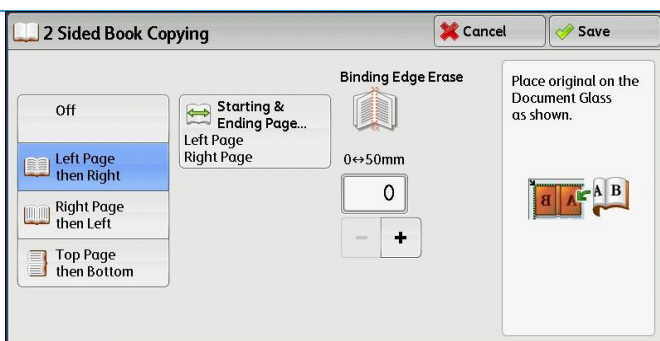 2 Sided Book Copying
Cancel
Save
Off
Left Page
then Right
Right Page
then Left
Top Page
then Bottom
Starting &
Ending Page...
Left Page
Right Page
Binding Edge Erase
0↔50mm
0
− +
Place original on the
Document Glass
as shown.
B A A B